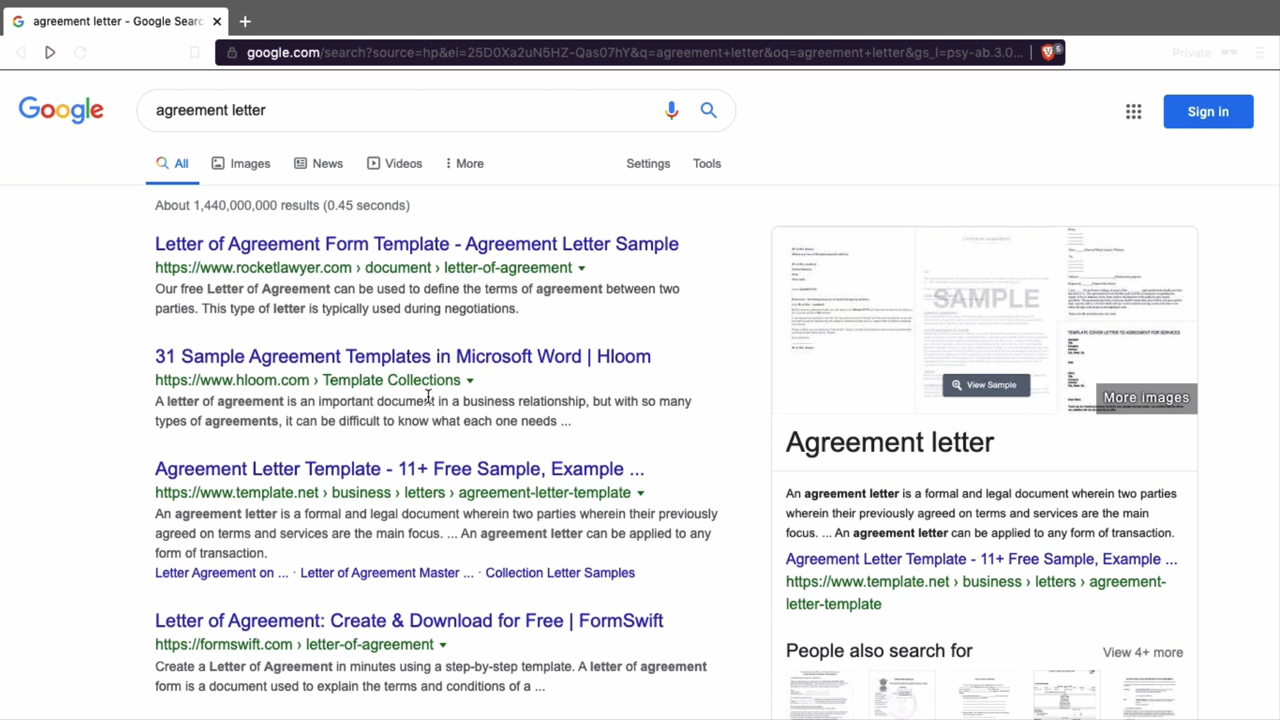 agreement letter - Google Searc
google.com/search?source=hp&ei=25D0Xa2uN5HZ-Qas07hY&q=agreement+letter&oq=agreement+letter&gs_l=psy-ab.3.0...
5
Private
Google
agreement letter
Sign in
All
Images
News
Videos
More
Settings
Tools
About 1,440,000,000 results (0.45 seconds)
Letter of Agreement Form Template - Agreement Letter Sample
https://www.rocketlawyer.com › document › letter-of-agreement
Our free Letter of Agreement can be used to outline the terms of agreement between two
parties. This type of letter is typically used during negotiations.
31 Sample Agreement Templates in Microsoft Word | Hloom
https://www.hloom.com › Template Collections
A letter of agreement is an important document in a business relationship, but with so many
types of agreements, it can be difficult to know what each one needs ...
Agreement Letter Template - 11+ Free Sample, Example ...
https://www.template.net › business › letters › agreement-letter-template
An agreement letter is a formal and legal document wherein two parties wherein their previously
agreed on terms and services are the main focus. ... An agreement letter can be applied to any
form of transaction.
Letter Agreement on ... · Letter of Agreement Master ... · Collection Letter Samples
Letter of Agreement: Create & Download for Free | FormSwift
https://formswift.com › letter-of-agreement
Create a Letter of Agreement in minutes using a step-by-step template. A letter of agreement
form is a document used to express the terms and conditions of a ...
SAMPLE
View Sample
TEMPLATE COVER LETTER TO AGREEMENT FOR SERVICES
More images
Agreement letter
An agreement letter is a formal and legal document wherein two parties
wherein their previously agreed on terms and services are the main
focus. ... An agreement letter can be applied to any form of transaction.
Agreement Letter Template - 11+ Free Sample, Example ...
https://www.template.net › business › letters › agreement-
letter-template
People also search for
View 4+ more